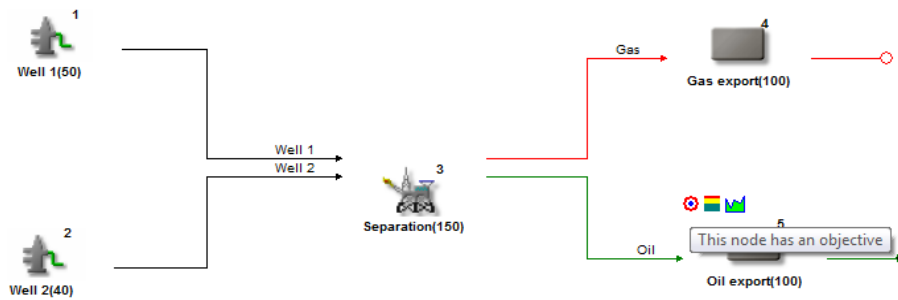 1
Well 1(50)
Well 1
Well 2
3
Separation(150)
2
Well 2(40)
Gas
4
Gas export(100)
Oil
5
This node has an objective
Oil export(100)